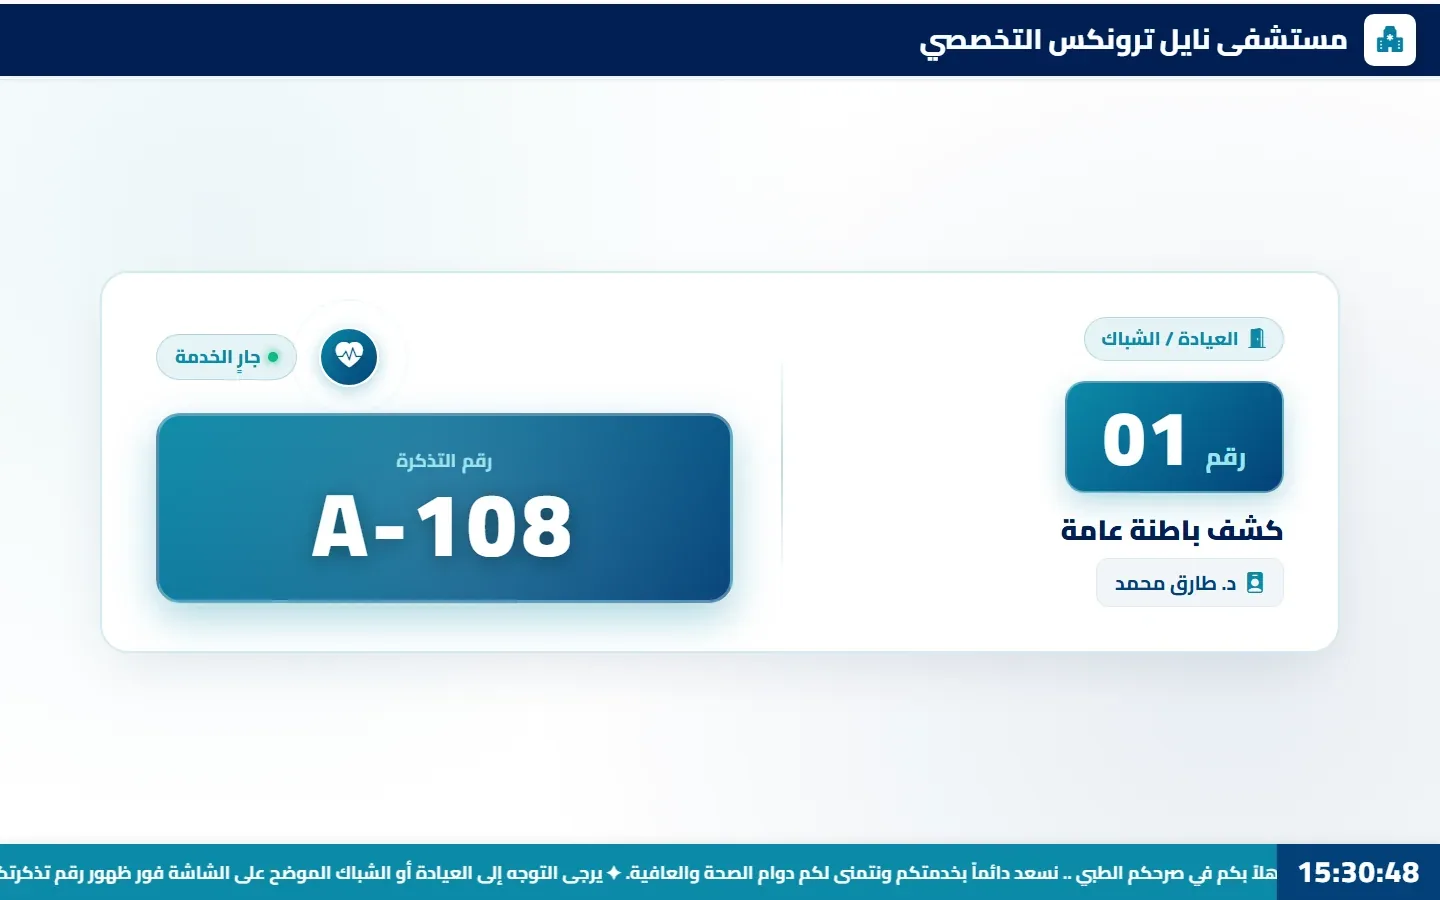 مستشفى نايل ترونكس التخصصي
العيادة / الشباك
رقم 01
كشف باطنة عامة
د. طارق محمد
جارٍ الخدمة
رقم التذكرة
A-108
15:30:48
بكم في صرحكم الطبي .. نسعد دائماً بخدمتكم ونتمنى لكم دوام الصحة والعافية. ✦ يرجى التوجه إلى العيادة أو الشباك الموضح على الشاشة فور ظهور رقم